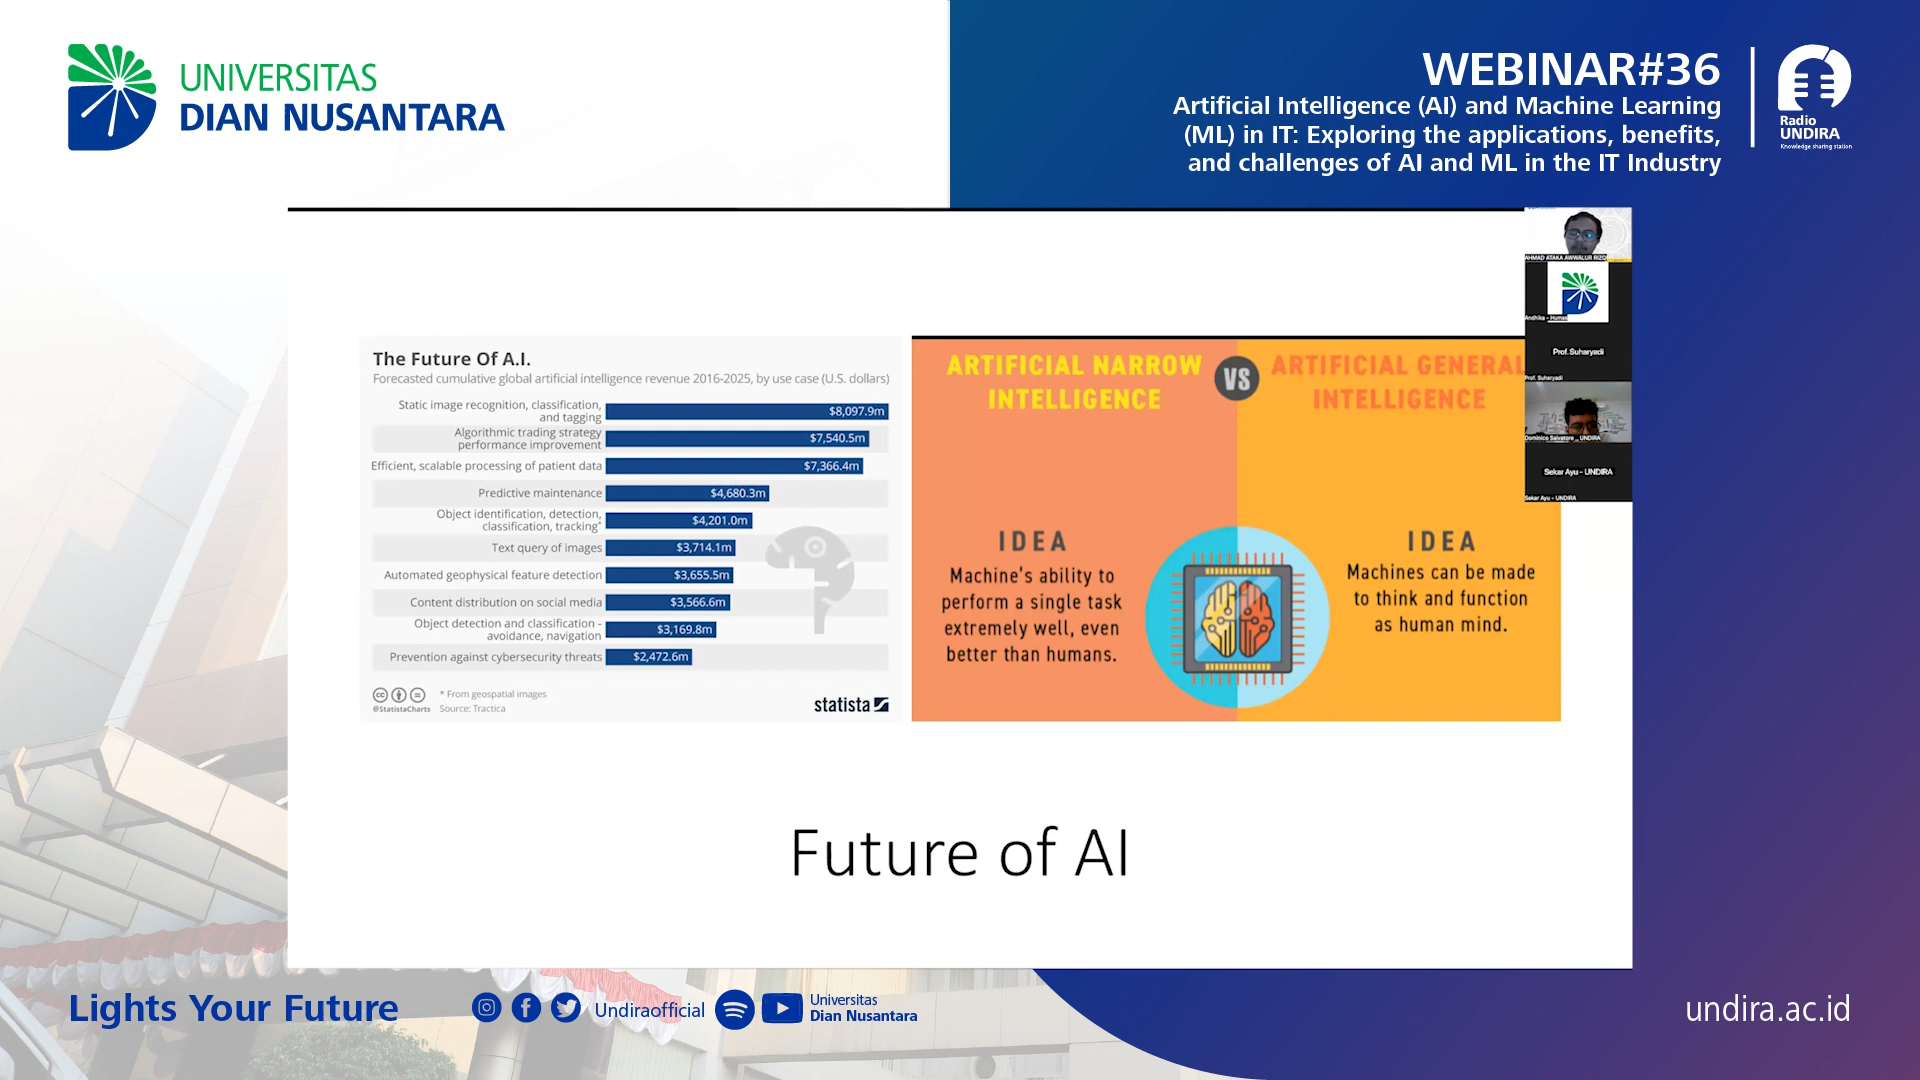 UNIVERSITAS
DIAN NUSANTARA
WEBINAR#36
Artificial Intelligence (AI) and Machine Learning
(ML) in IT: Exploring the applications, benefits,
and challenges of AI and ML in the IT Industry
Radio
UNDIRA
Knowledge sharing station
The Future Of A.I.
Forecasted cumulative global artificial intelligence revenue 2016-2025, by use case (U.S. dollars)
Static image recognition, classification,
and tagging
$8,097.9m
Algorithmic trading strategy
performance improvement
$7,540.5m
Efficient, scalable processing of patient data
$7,366.4m
Predictive maintenance
$4,680.3m
Object identification, detection,
classification, tracking*
$4,201.0m
Text query of images
$3,714.1m
Automated geophysical feature detection
$3,655.5m
Content distribution on social media
$3,566.6m
Object detection and classification -
avoidance, navigation
$3,169.8m
Prevention against cybersecurity threats
$2,472.6m
@StatistaCharts
* From geospatial images
Source: Tractica
statista
ARTIFICIAL NARROW
INTELLIGENCE
VS
ARTIFICIAL GENERAL
INTELLIGENCE
IDEA
Machine's ability to
perform a single task
extremely well, even
better than humans.
IDEA
Machines can be made
to think and function
as human mind.
AHMAD ATAKA AWWALUR RIZQI
Andhika - Humas
Prof. Suharyadi
Prof. Suharyadi
Dominico Salvatore _ UNDIRA
Sekar Ayu - UNDIRA
Sekar Ayu - UNDIRA
Future of AI
Lights Your Future
Undiraofficial
Universitas
Dian Nusantara
undira.ac.id